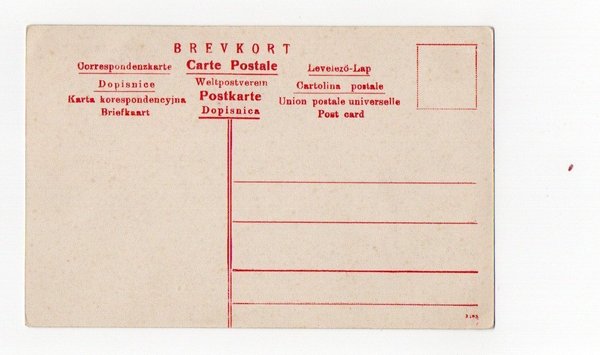 BREVKORT
Correspondenzkarte
Carte Postale
Levelező-Lap
Dopisnice
Weltpostverein
Cartolina postale
Karta korespondencyjna
Postkarte
Union postale universelle
Briefkaart
Dopisnica
Post card